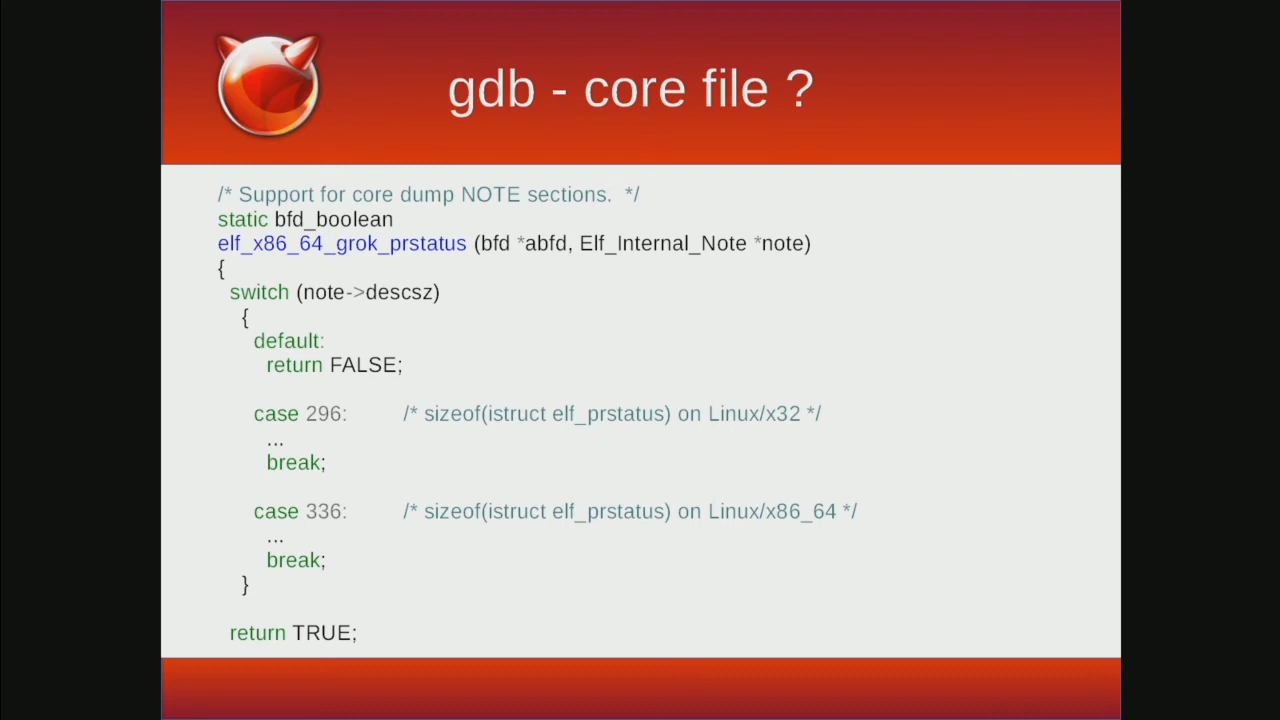 gdb - core file ?
/* Support for core dump NOTE sections.  */
static bfd_boolean
elf_x86_64_grok_prstatus (bfd *abfd, Elf_Internal_Note *note)
{
switch (note->descsz)
{
default:
return FALSE;
case 296: /* sizeof(istruct elf_prstatus) on Linux/x32 */
...
break;
case 336: /* sizeof(istruct elf_prstatus) on Linux/x86_64 */
...
break;
}
return TRUE;